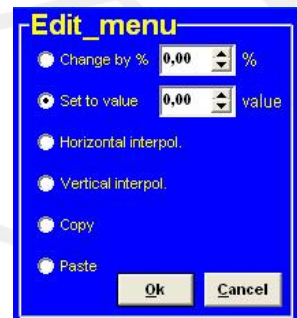 Edit_menu
Change by % 0,00 %
Set to value 0,00 value
Horizontal interpol.
Vertical interpol.
Copy
Paste
Ok Cancel